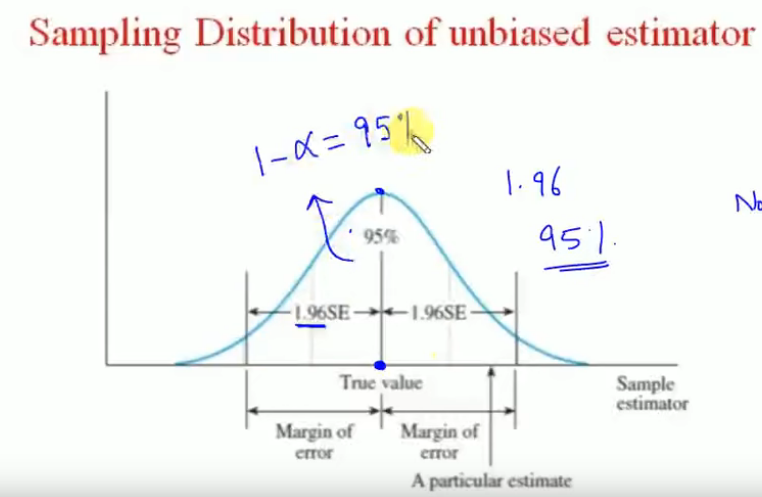 Sampling Distribution of unbiased estimator
1-α = 95%
1.96
95%.
No
95%
1.96SE
1.96SE
True value
Sample
estimator
Margin of
error
Margin of
error
A particular estimate